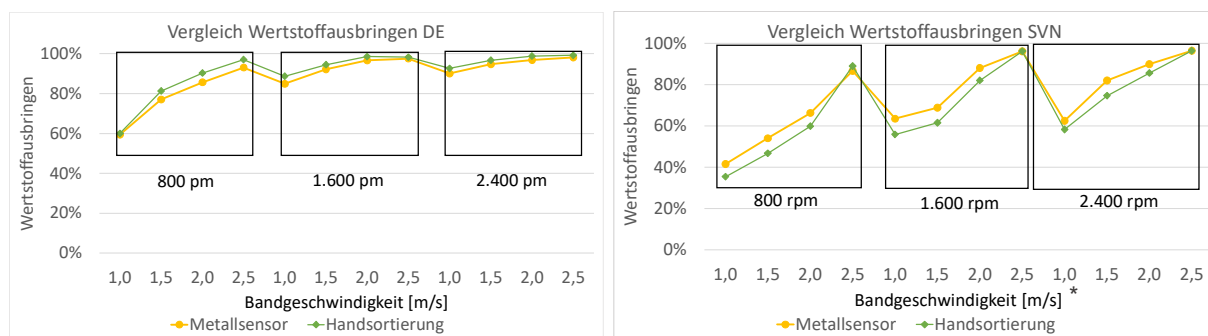 Vergleich Wertstoffausbringen DE
Wertstoffausbringen
100%
80%
60%
40%
20%
0%
800 pm
1.600 pm
2.400 pm
1,0 1,5 2,0 2,5 1,0 1,5 2,0 2,5 1,0 1,5 2,0 2,5
Bandgeschwindigkeit [m/s]
Metallsensor Handsortierung
Vergleich Wertstoffausbringen SVN
Wertstoffausbringen
100%
80%
60%
40%
20%
0%
800 rpm
1.600 rpm
2.400 rpm
1,0 1,5 2,0 2,5 1,0 1,5 2,0 2,5 1,0 1,5 2,0 2,5
Bandgeschwindigkeit [m/s] *
Metallsensor Handsortierung